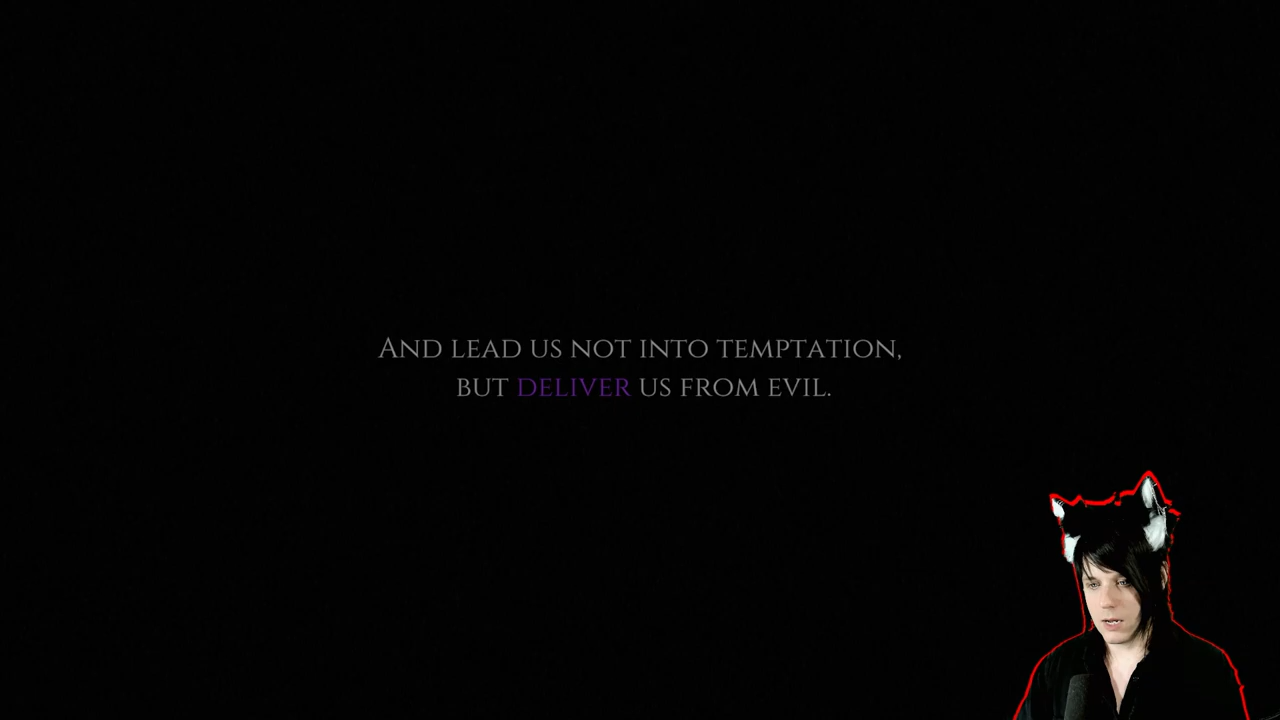 And lead us not into temptation,
but deliver us from evil.